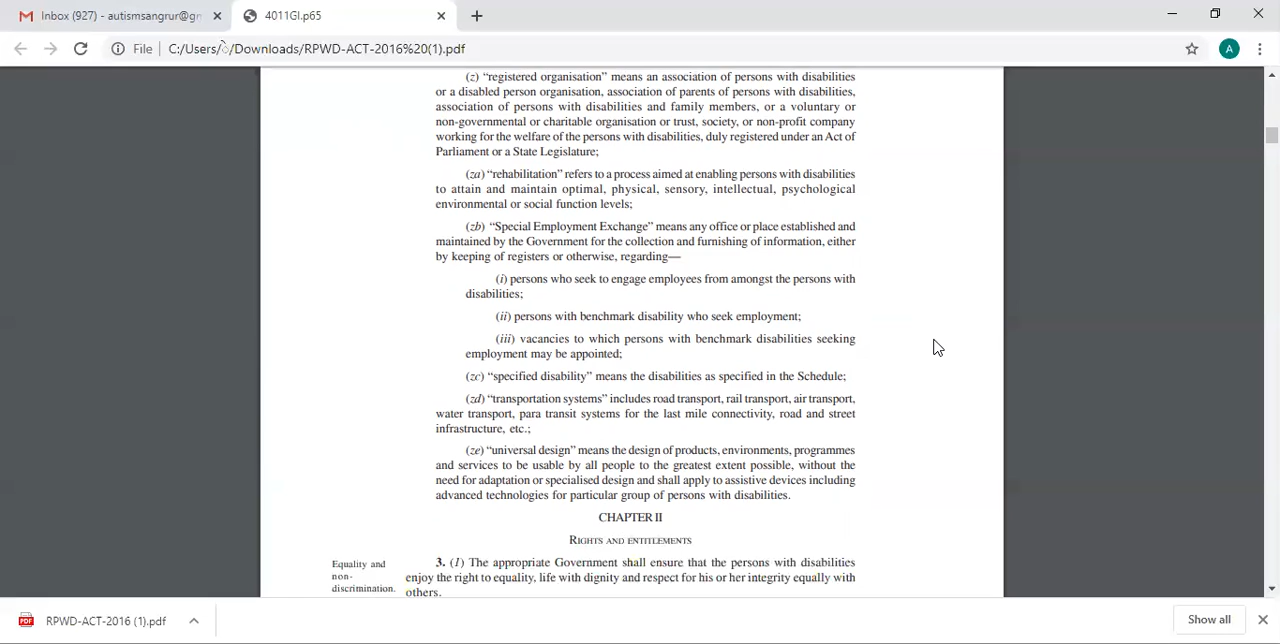 Inbox (927) - autismsangrur@gm
4011GI.p65
File
C:/Users/ /Downloads/RPWD-ACT-2016%20(1).pdf
A
(z) “registered organisation” means an association of persons with disabilities
or a disabled person organisation, association of parents of persons with disabilities,
association of persons with disabilities and family members, or a voluntary or
non-governmental or charitable organisation or trust, society, or non-profit company
working for the welfare of the persons with disabilities, duly registered under an Act of
Parliament or a State Legislature;
(za) “rehabilitation” refers to a process aimed at enabling persons with disabilities
to attain and maintain optimal, physical, sensory, intellectual, psychological
environmental or social function levels;
(zb) “Special Employment Exchange” means any office or place established and
maintained by the Government for the collection and furnishing of information, either
by keeping of registers or otherwise, regarding—
(i) persons who seek to engage employees from amongst the persons with
disabilities;
(ii) persons with benchmark disability who seek employment;
(iii) vacancies to which persons with benchmark disabilities seeking
employment may be appointed;
(zc) “specified disability” means the disabilities as specified in the Schedule;
(zd) “transportation systems” includes road transport, rail transport, air transport,
water transport, para transit systems for the last mile connectivity, road and street
infrastructure, etc.;
(ze) “universal design” means the design of products, environments, programmes
and services to be usable by all people to the greatest extent possible, without the
need for adaptation or specialised design and shall apply to assistive devices including
advanced technologies for particular group of persons with disabilities.
CHAPTER II
RIGHTS AND ENTITLEMENTS
Equality and
non-
discrimination.
3. (1) The appropriate Government shall ensure that the persons with disabilities
enjoy the right to equality, life with dignity and respect for his or her integrity equally with
others.
PDF
RPWD-ACT-2016 (1).pdf
Show all